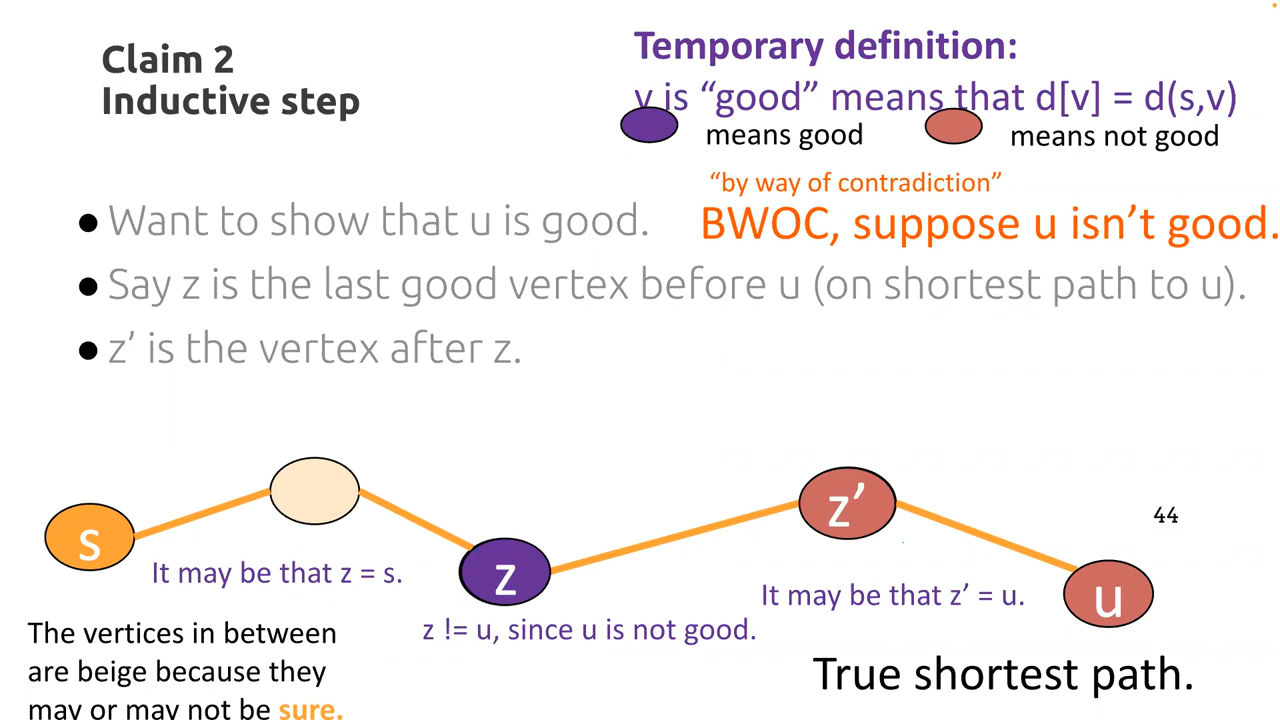 Claim 2
Inductive step
Temporary definition:
v is “good” means that d[v] = d(s,v)
means good
means not good
“by way of contradiction”
● Want to show that u is good.
BWOC, suppose u isn’t good.
● Say z is the last good vertex before u (on shortest path to u).
● z’ is the vertex after z.
s
z
z’
u
44
It may be that z = s.
It may be that z’ = u.
z != u, since u is not good.
The vertices in between
are beige because they
may or may not be sure.
True shortest path.